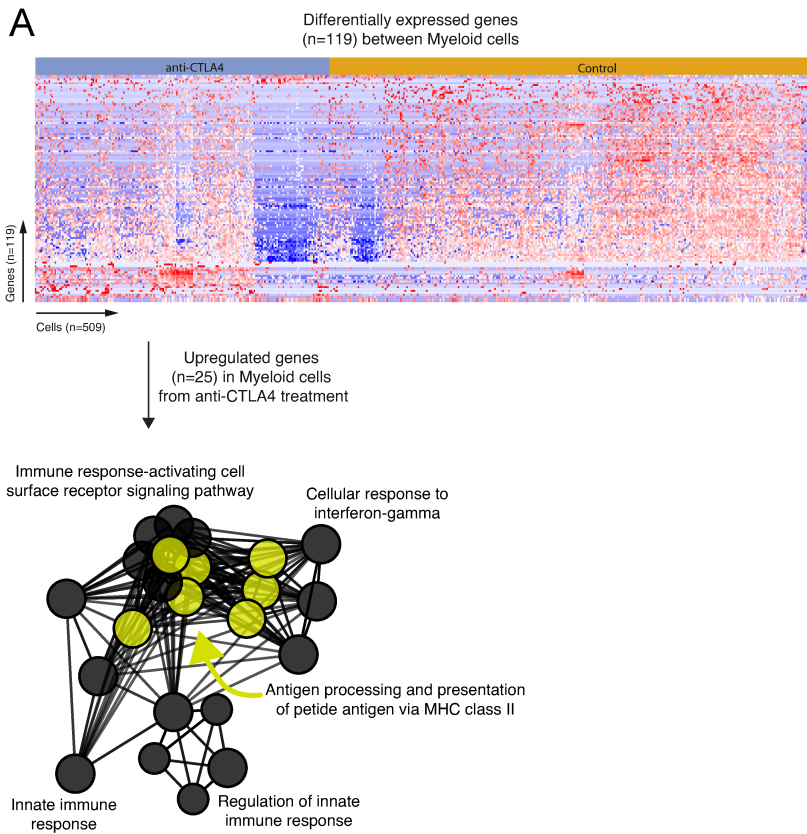 A
Differentially expressed genes
(n=119) between Myeloid cells
anti-CTLA4
Control
Genes (n=119)
Cells (n=509)
Upregulated genes
(n=25) in Myeloid cells
from anti-CTLA4 treatment
Immune response-activating cell
surface receptor signaling pathway
Cellular response to
interferon-gamma
Antigen processing and presentation
of petide antigen via MHC class II
Innate immune
response
Regulation of innate
immune response